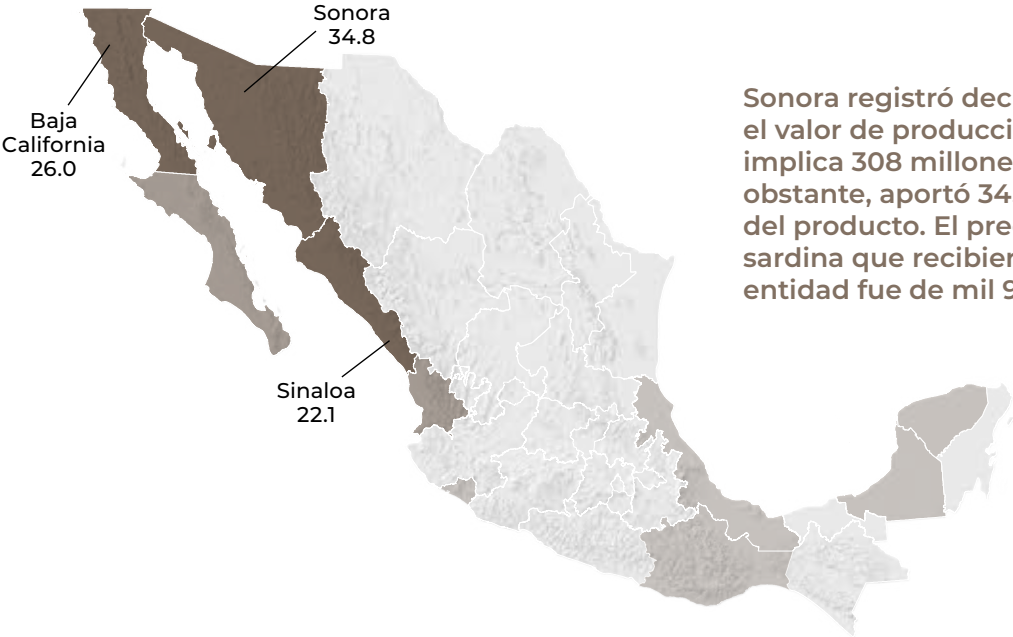 Sonora
34.8
Baja
California
26.0
Sonora registró dec
el valor de producci
implica 308 millone
obstante, aportó 34
del producto. El pre
sardina que recibier
entidad fue de mil 9
Sinaloa
22.1